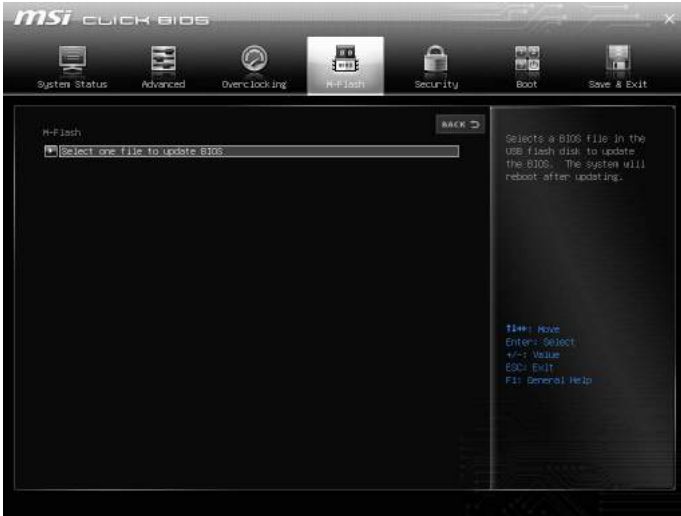 msi CLICK BIOS
System Status
Advanced
Overclocking
M-Flash
Security
Boot
Save & Exit
M-Flash
BACK
Select one file to update BIOS
Selects a BIOS file in the
USB flash disk to update
the BIOS. The system will
reboot after updating.
↑↓←→: Move
Enter: Select
+/-: Value
ESC: Exit
F1: General Help